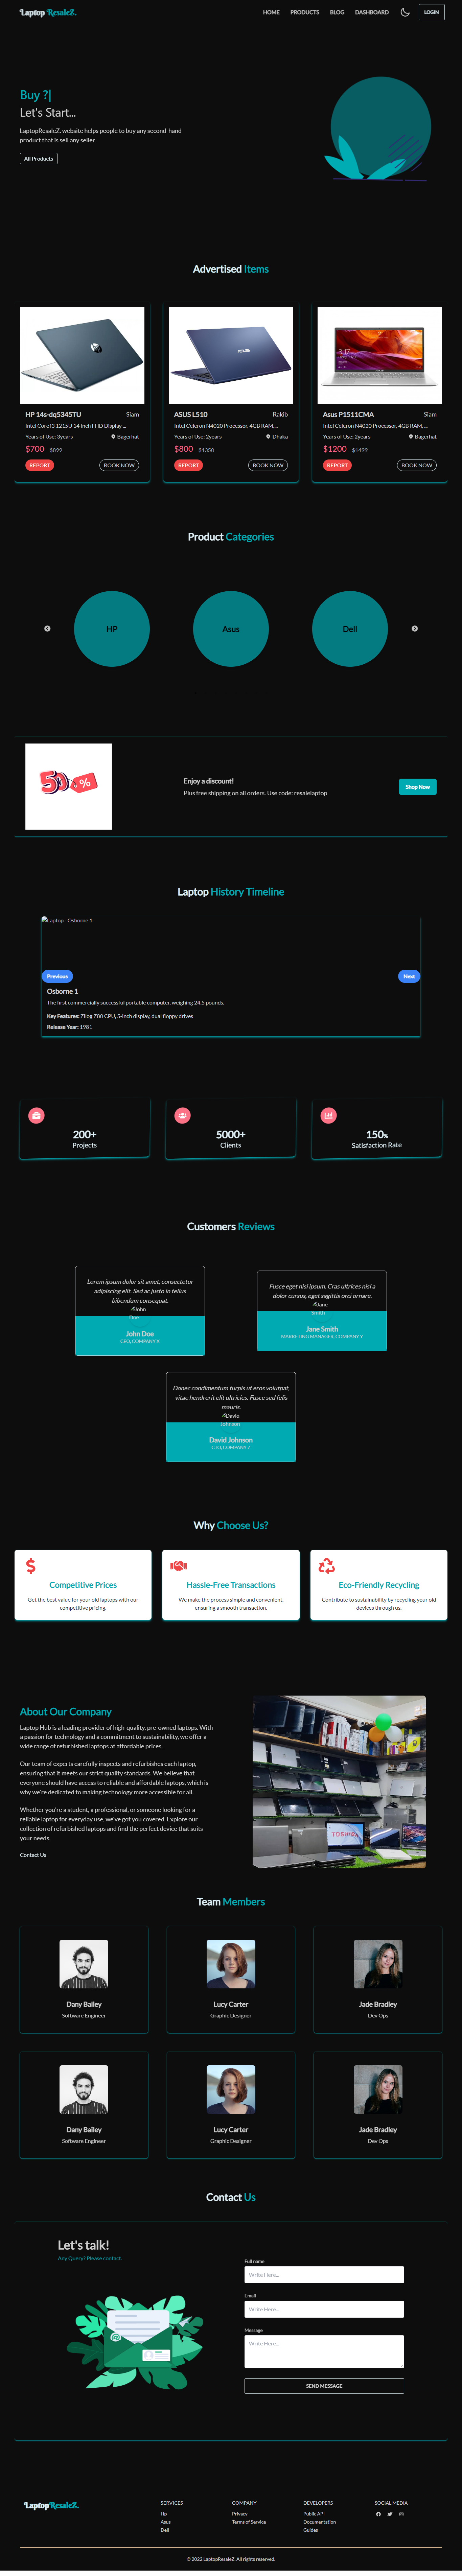 Laptop ResaleZ.
HOME PRODUCTS BLOG DASHBOARD LOGIN
Buy ?|
Let's Start...
LaptopResaleZ. website helps people to buy any second-hand
product that is sell any seller.
All Products
Advertised Items
HP 14s-dq5345TU Siam
Intel Core i3 1215U 14 Inch FHD Display ...
Years of Use: 3years Bagerhat
$700 $899
REPORT BOOK NOW
ASUS L510 Rakib
Intel Celeron N4020 Processor, 4GB RAM,...
Years of Use: 2years Dhaka
$800 $1050
REPORT BOOK NOW
Asus P1511CMA Siam
Intel Celeron N4020 Processor, 4GB RAM, ...
Years of Use: 2years Bagerhat
$1200 $1499
REPORT BOOK NOW
Product Categories
HP
Asus
Dell
50 %
Enjoy a discount!
Plus free shipping on all orders. Use code: resalelaptop
Shop Now
Laptop History Timeline
Laptop - Osborne 1
Previous
Next
Osborne 1
The first commercially successful portable computer, weighing 24.5 pounds.
Key Features: Zilog Z80 CPU, 5-inch display, dual floppy drives
Release Year: 1981
200+
Projects
5000+
Clients
150%
Satisfaction Rate
Customers Reviews
Lorem ipsum dolor sit amet, consectetur
adipiscing elit. Sed ac justo in tellus
bibendum consequat.
John
Doe
John Doe
CEO, COMPANY X
Fusce eget nisi ipsum. Cras ultrices nisi a
dolor cursus, eget sagittis orci ornare.
Jane
Smith
Jane Smith
MARKETING MANAGER, COMPANY Y
Donec condimentum turpis ut eros volutpat,
vitae hendrerit elit ultricies. Fusce sed felis
mauris.
David
Johnson
David Johnson
CTO, COMPANY Z
Why Choose Us?
Competitive Prices
Get the best value for your old laptops with our
competitive pricing.
Hassle-Free Transactions
We make the process simple and convenient,
ensuring a smooth transaction.
Eco-Friendly Recycling
Contribute to sustainability by recycling your old
devices through us.
About Our Company
Laptop Hub is a leading provider of high-quality, pre-owned laptops. With
a passion for technology and a commitment to sustainability, we offer a
wide range of refurbished laptops at affordable prices.
Our team of experts carefully inspects and refurbishes each laptop,
ensuring that it meets our strict quality standards. We believe that
everyone should have access to reliable and affordable laptops, which is
why we're dedicated to making technology more accessible for all.
Whether you're a student, a professional, or someone looking for a
reliable laptop for everyday use, we've got you covered. Explore our
collection of refurbished laptops and find the perfect device that suits
your needs.
Contact Us
TOSHIBA
Team Members
Dany Bailey
Software Engineer
Lucy Carter
Graphic Designer
Jade Bradley
Dev Ops
Dany Bailey
Software Engineer
Lucy Carter
Graphic Designer
Jade Bradley
Dev Ops
Contact Us
Let's talk!
Any Query? Please contact.
Full name
Write Here...
Email
Write Here...
Message
Write Here...
SEND MESSAGE
Laptop ResaleZ.
SERVICES
Hp
Asus
Dell
COMPANY
Privacy
Terms of Service
DEVELOPERS
Public API
Documentation
Guides
SOCIAL MEDIA
© 2022 LaptopResaleZ. All rights reserved.